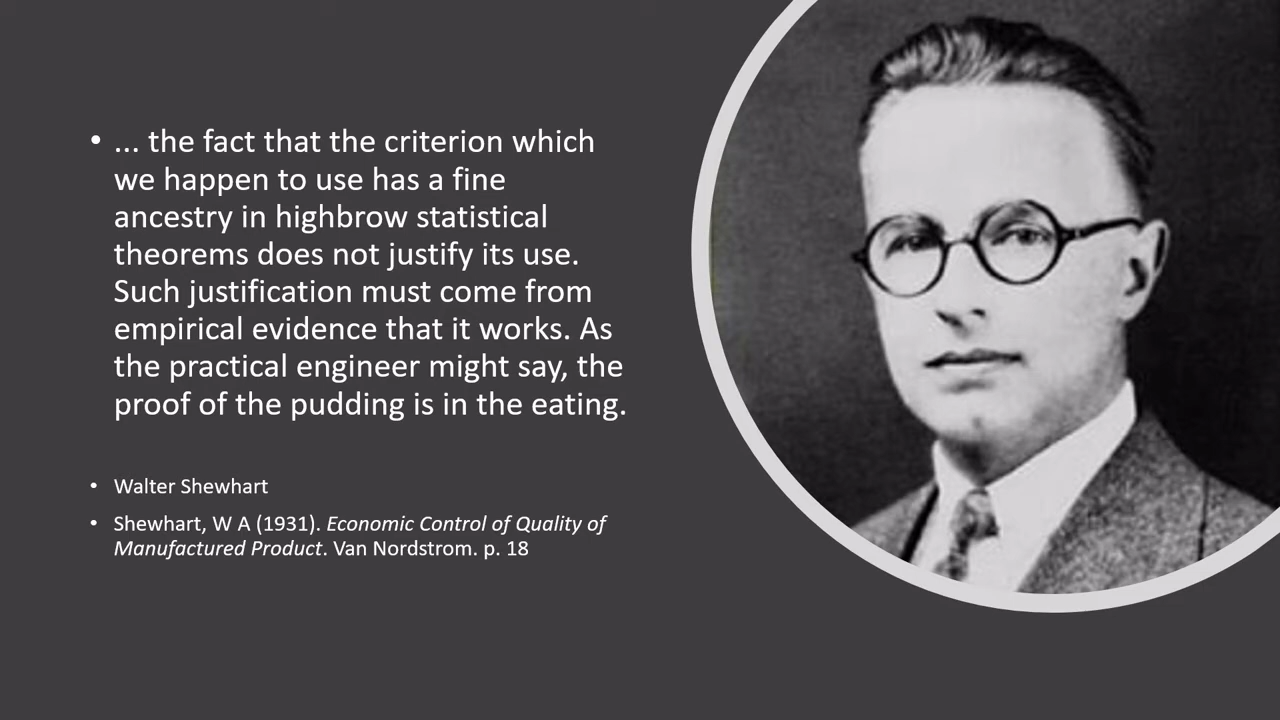 • ... the fact that the criterion which
we happen to use has a fine
ancestry in highbrow statistical
theorems does not justify its use.
Such justification must come from
empirical evidence that it works. As
the practical engineer might say, the
proof of the pudding is in the eating.
• Walter Shewhart
• Shewhart, W A (1931). Economic Control of Quality of
Manufactured Product. Van Nordstrom. p. 18